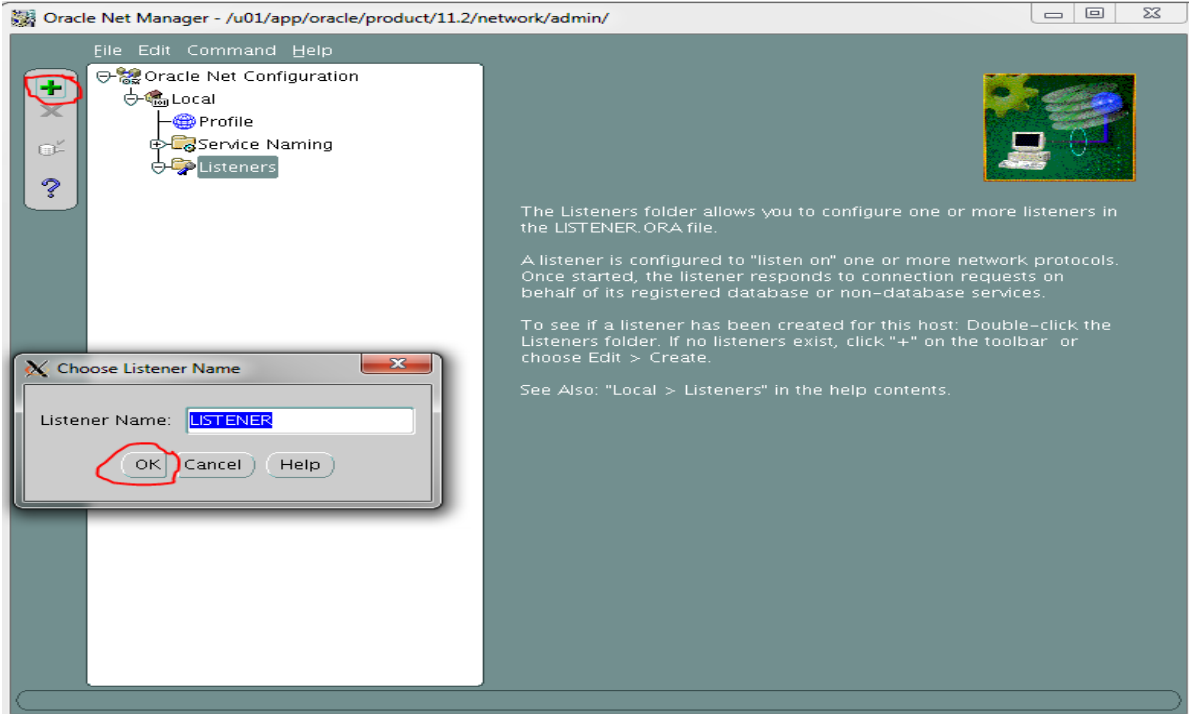 Oracle Net Manager - /u01/app/oracle/product/11.2/network/admin/
File Edit Command Help
Oracle Net Configuration
Local
Profile
Service Naming
Listeners
The Listeners folder allows you to configure one or more listeners in
the LISTENER.ORA file.
A listener is configured to "listen on" one or more network protocols.
Once started, the listener responds to connection requests on
behalf of its registered database or non-database services.
To see if a listener has been created for this host: Double-click the
Listeners folder. If no listeners exist, click "+" on the toolbar or
choose Edit > Create.
See Also: "Local > Listeners" in the help contents.
Choose Listener Name
Listener Name: LISTENER
OK Cancel Help